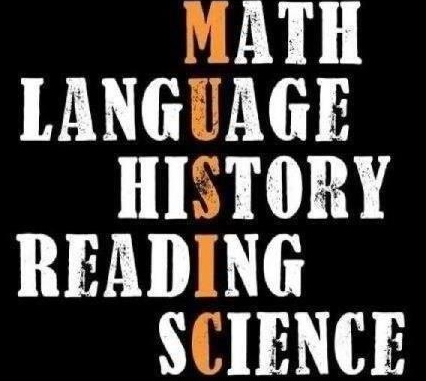 MATH
LANGUAGE
HISTORY
READING
SCIENCE